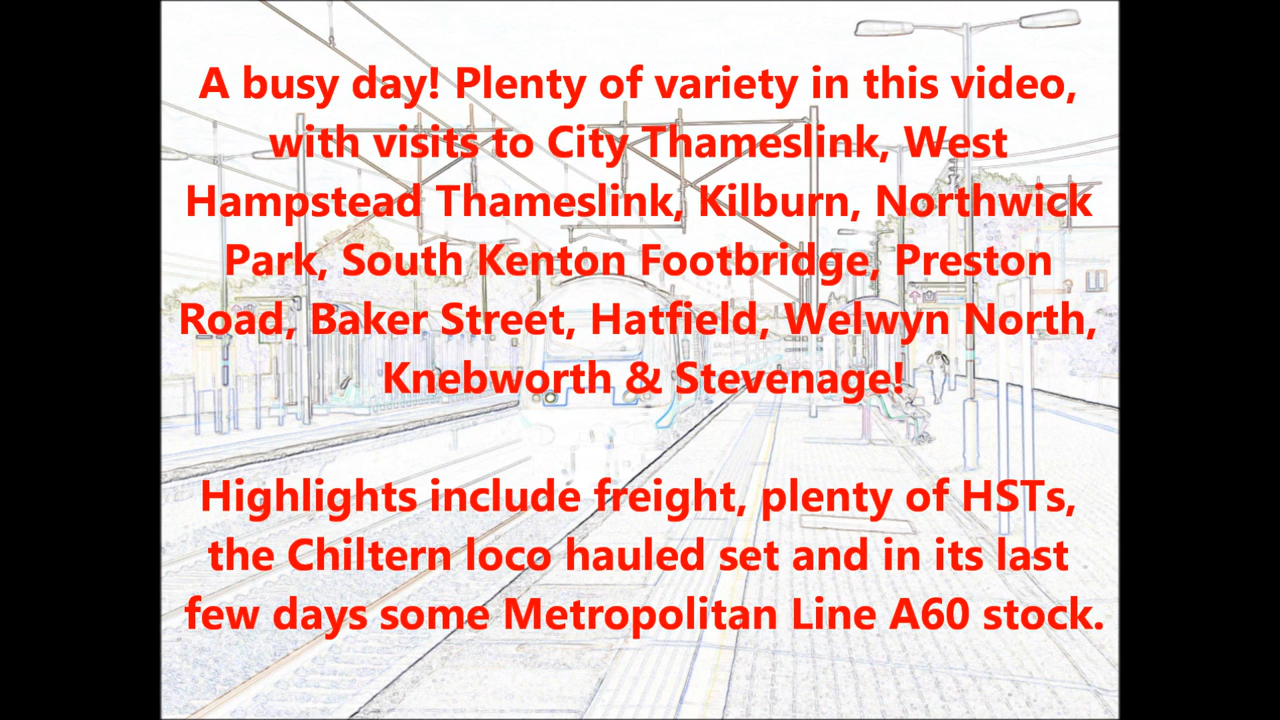 A busy day! Plenty of variety in this video,
with visits to City Thameslink, West
Hampstead Thameslink, Kilburn, Northwick
Park, South Kenton Footbridge, Preston
Road, Baker Street, Hatfield, Welwyn North,
Knebworth & Stevenage!
Highlights include freight, plenty of HSTs,
the Chiltern loco hauled set and in its last
few days some Metropolitan Line A60 stock.